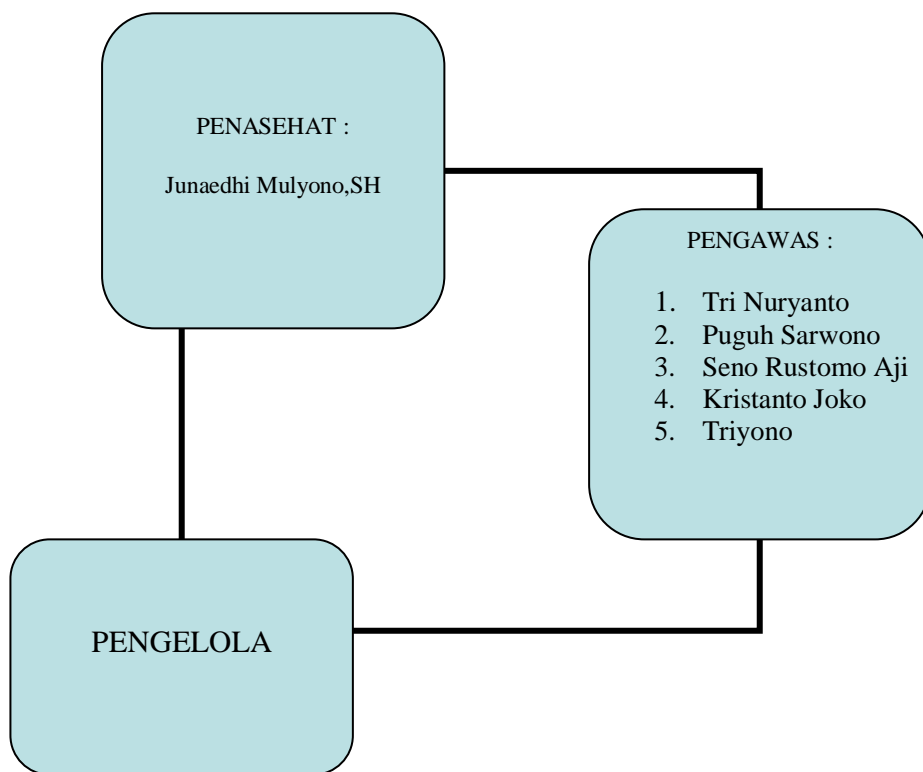 PENASEHAT :
Junaedhi Mulyono,SH
PENGAWAS :
1. Tri Nuryanto
2. Puguh Sarwono
3. Seno Rustomo Aji
4. Kristanto Joko
5. Triyono
PENGELOLA